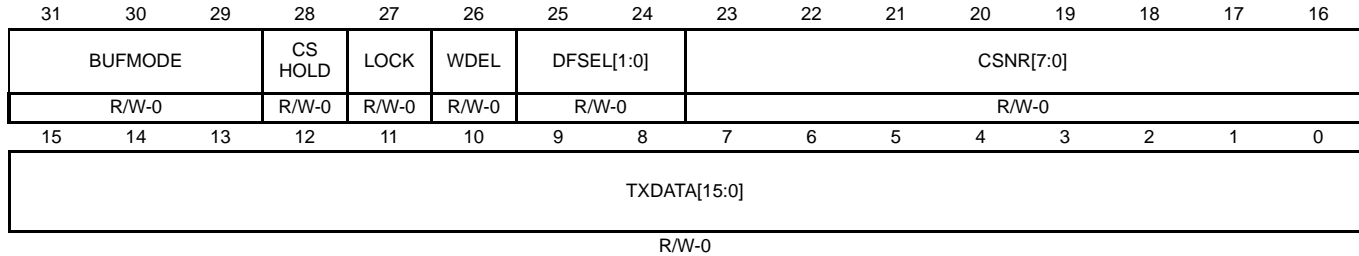 31 30 29 28 27 26 25 24 23 22 21 20 19 18 17 16
BUFMODE CS HOLD LOCK WDEL DFSEL[1:0] CSNR[7:0]
R/W-0 R/W-0 R/W-0 R/W-0 R/W-0 R/W-0
15 14 13 12 11 10 9 8 7 6 5 4 3 2 1 0
TXDATA[15:0]
R/W-0